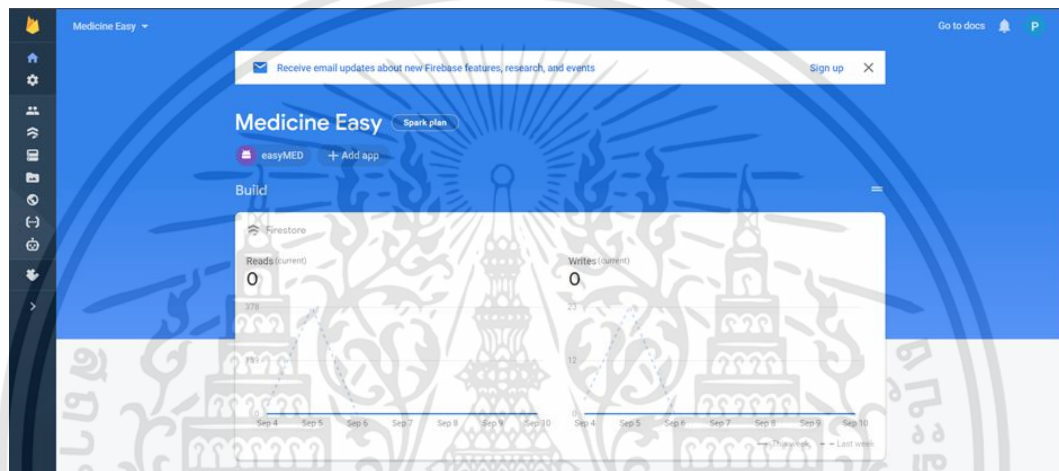 Medicine Easy
Go to docs
P
Receive email updates about new Firebase features, research, and events
Sign up
Medicine Easy
Spark plan
easyMED
+ Add app
Build
Firestore
Reads (current)
0
378
0
Sep 4 Sep 5 Sep 6 Sep 7 Sep 8 Sep 9 Sep 10
Writes (current)
0
23
12
0
Sep 4 Sep 5 Sep 6 Sep 7 Sep 8 Sep 9 Sep 10
This week
Last week